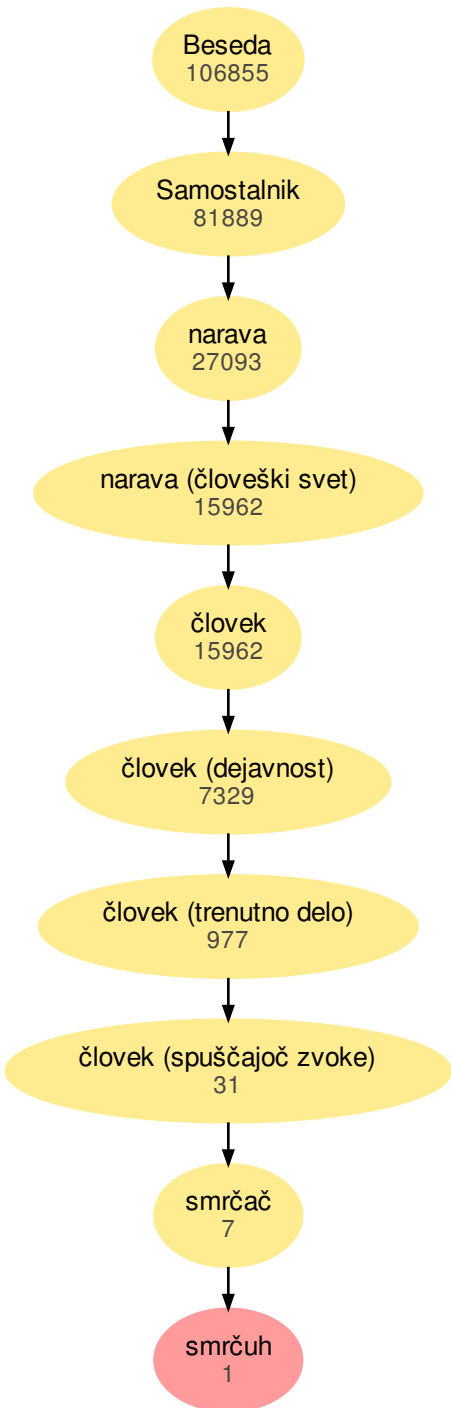 Beseda
106855
Samostalnik
81889
narava
27093
narava (človeški svet)
15962
človek
15962
človek (dejavnost)
7329
človek (trenutno delo)
977
človek (spuščajoč zvoke)
31
smrčač
7
smrčuh
1